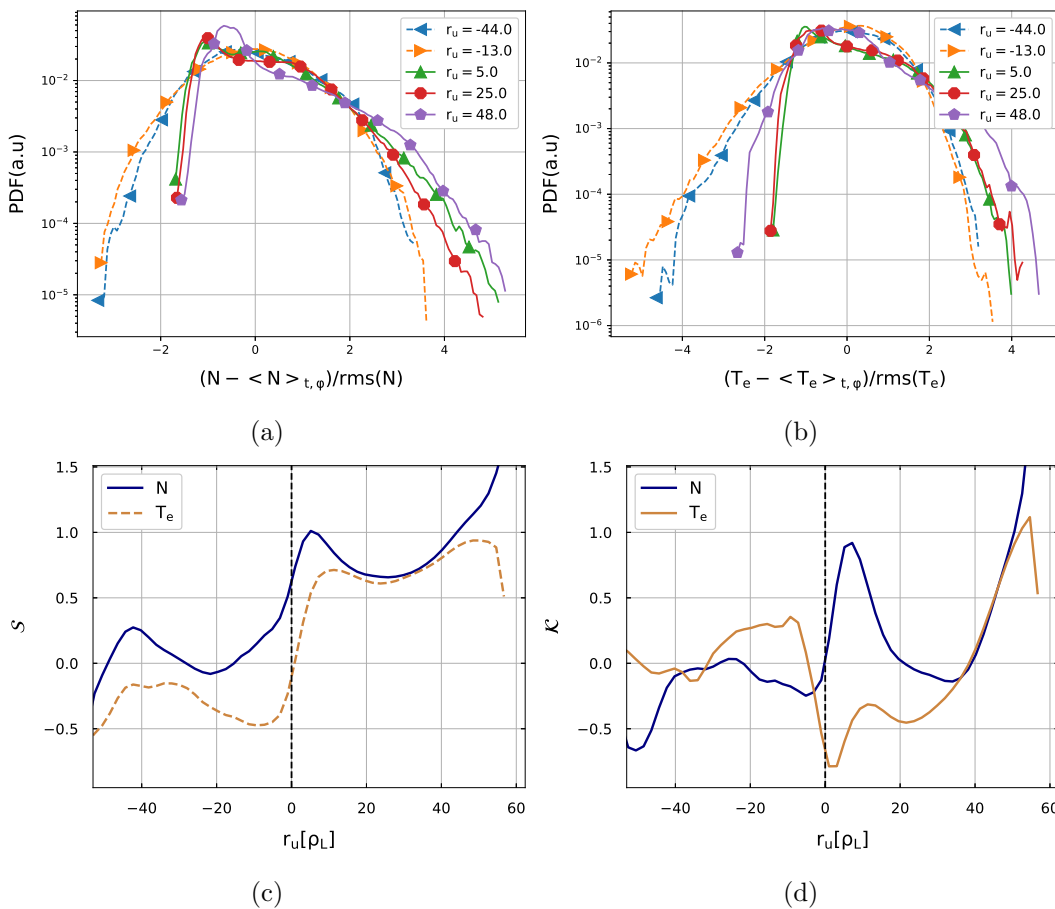 r_u = -44.0
r_u = -13.0
r_u = 5.0
r_u = 25.0
r_u = 48.0
10^{-2}
10^{-3}
10^{-4}
10^{-5}
PDF(a.u)
−2 0 2 4
(N − < N >_{t, φ})/rms(N)
(a)
r_u = -44.0
r_u = -13.0
r_u = 5.0
r_u = 25.0
r_u = 48.0
10^{-2}
10^{-3}
10^{-4}
10^{-5}
10^{-6}
PDF(a.u)
−4 −2 0 2 4
(T_e − < T_e >_{t, φ})/rms(T_e)
(b)
N
T_e
1.5
1.0
0.5
0.0
−0.5
S
−40 −20 0 20 40 60
r_u[ρ_L]
(c)
N
T_e
1.5
1.0
0.5
0.0
−0.5
K
−40 −20 0 20 40 60
r_u[ρ_L]
(d)